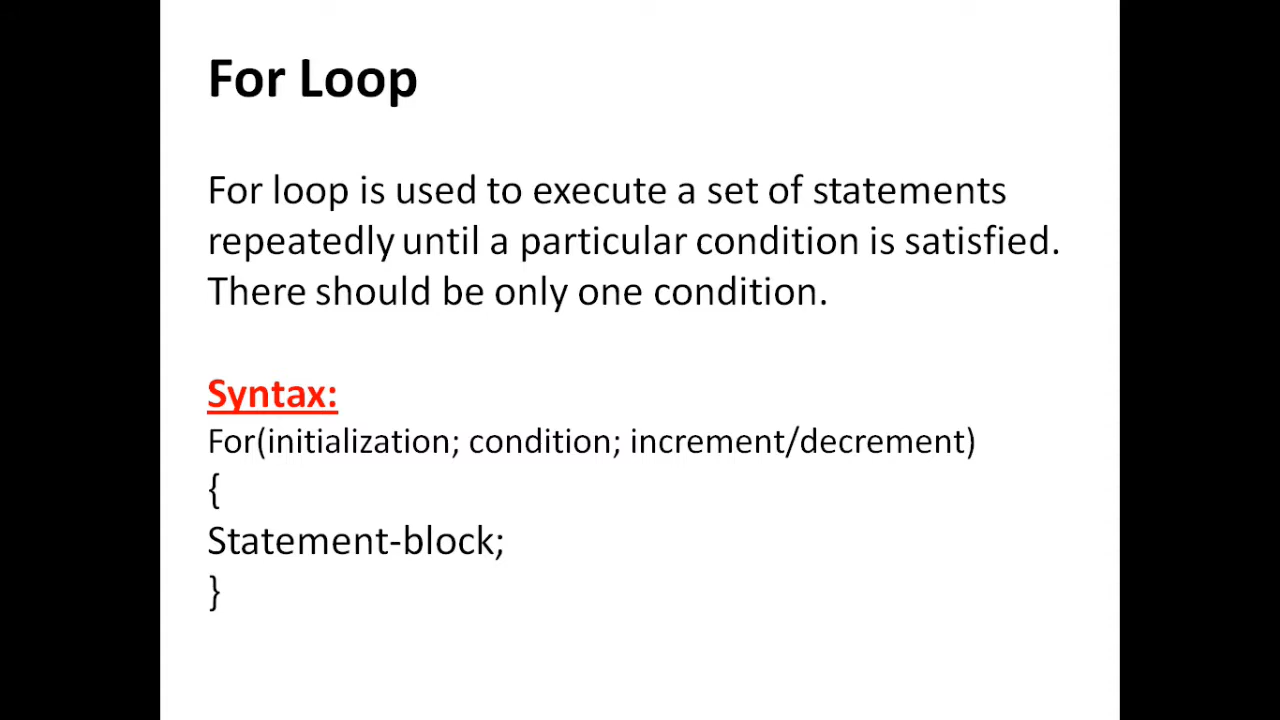 For Loop
For loop is used to execute a set of statements
repeatedly until a particular condition is satisfied.
There should be only one condition.
Syntax:
For(initialization; condition; increment/decrement)
{
Statement-block;
}